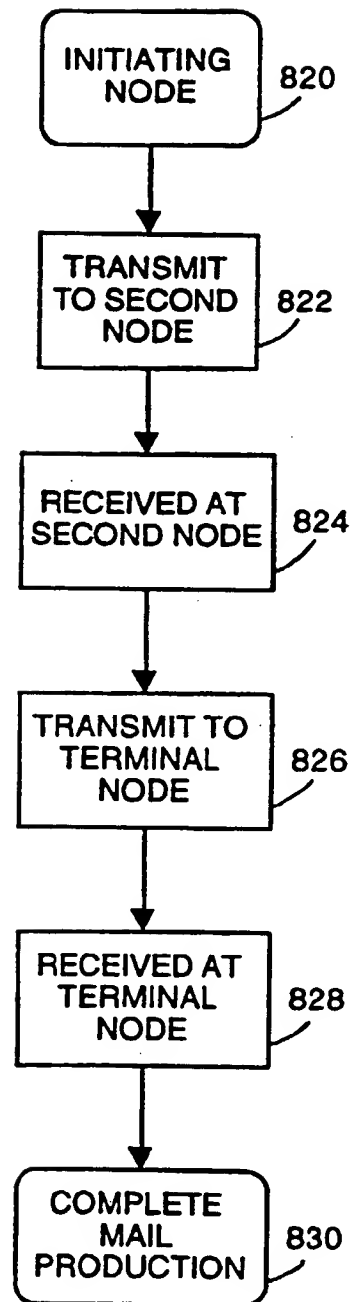 INITIATING
NODE
820
TRANSMIT
TO SECOND
NODE
822
RECEIVED AT
SECOND NODE
824
TRANSMIT TO
TERMINAL
NODE
826
RECEIVED AT
TERMINAL
NODE
828
COMPLETE
MAIL
PRODUCTION
830